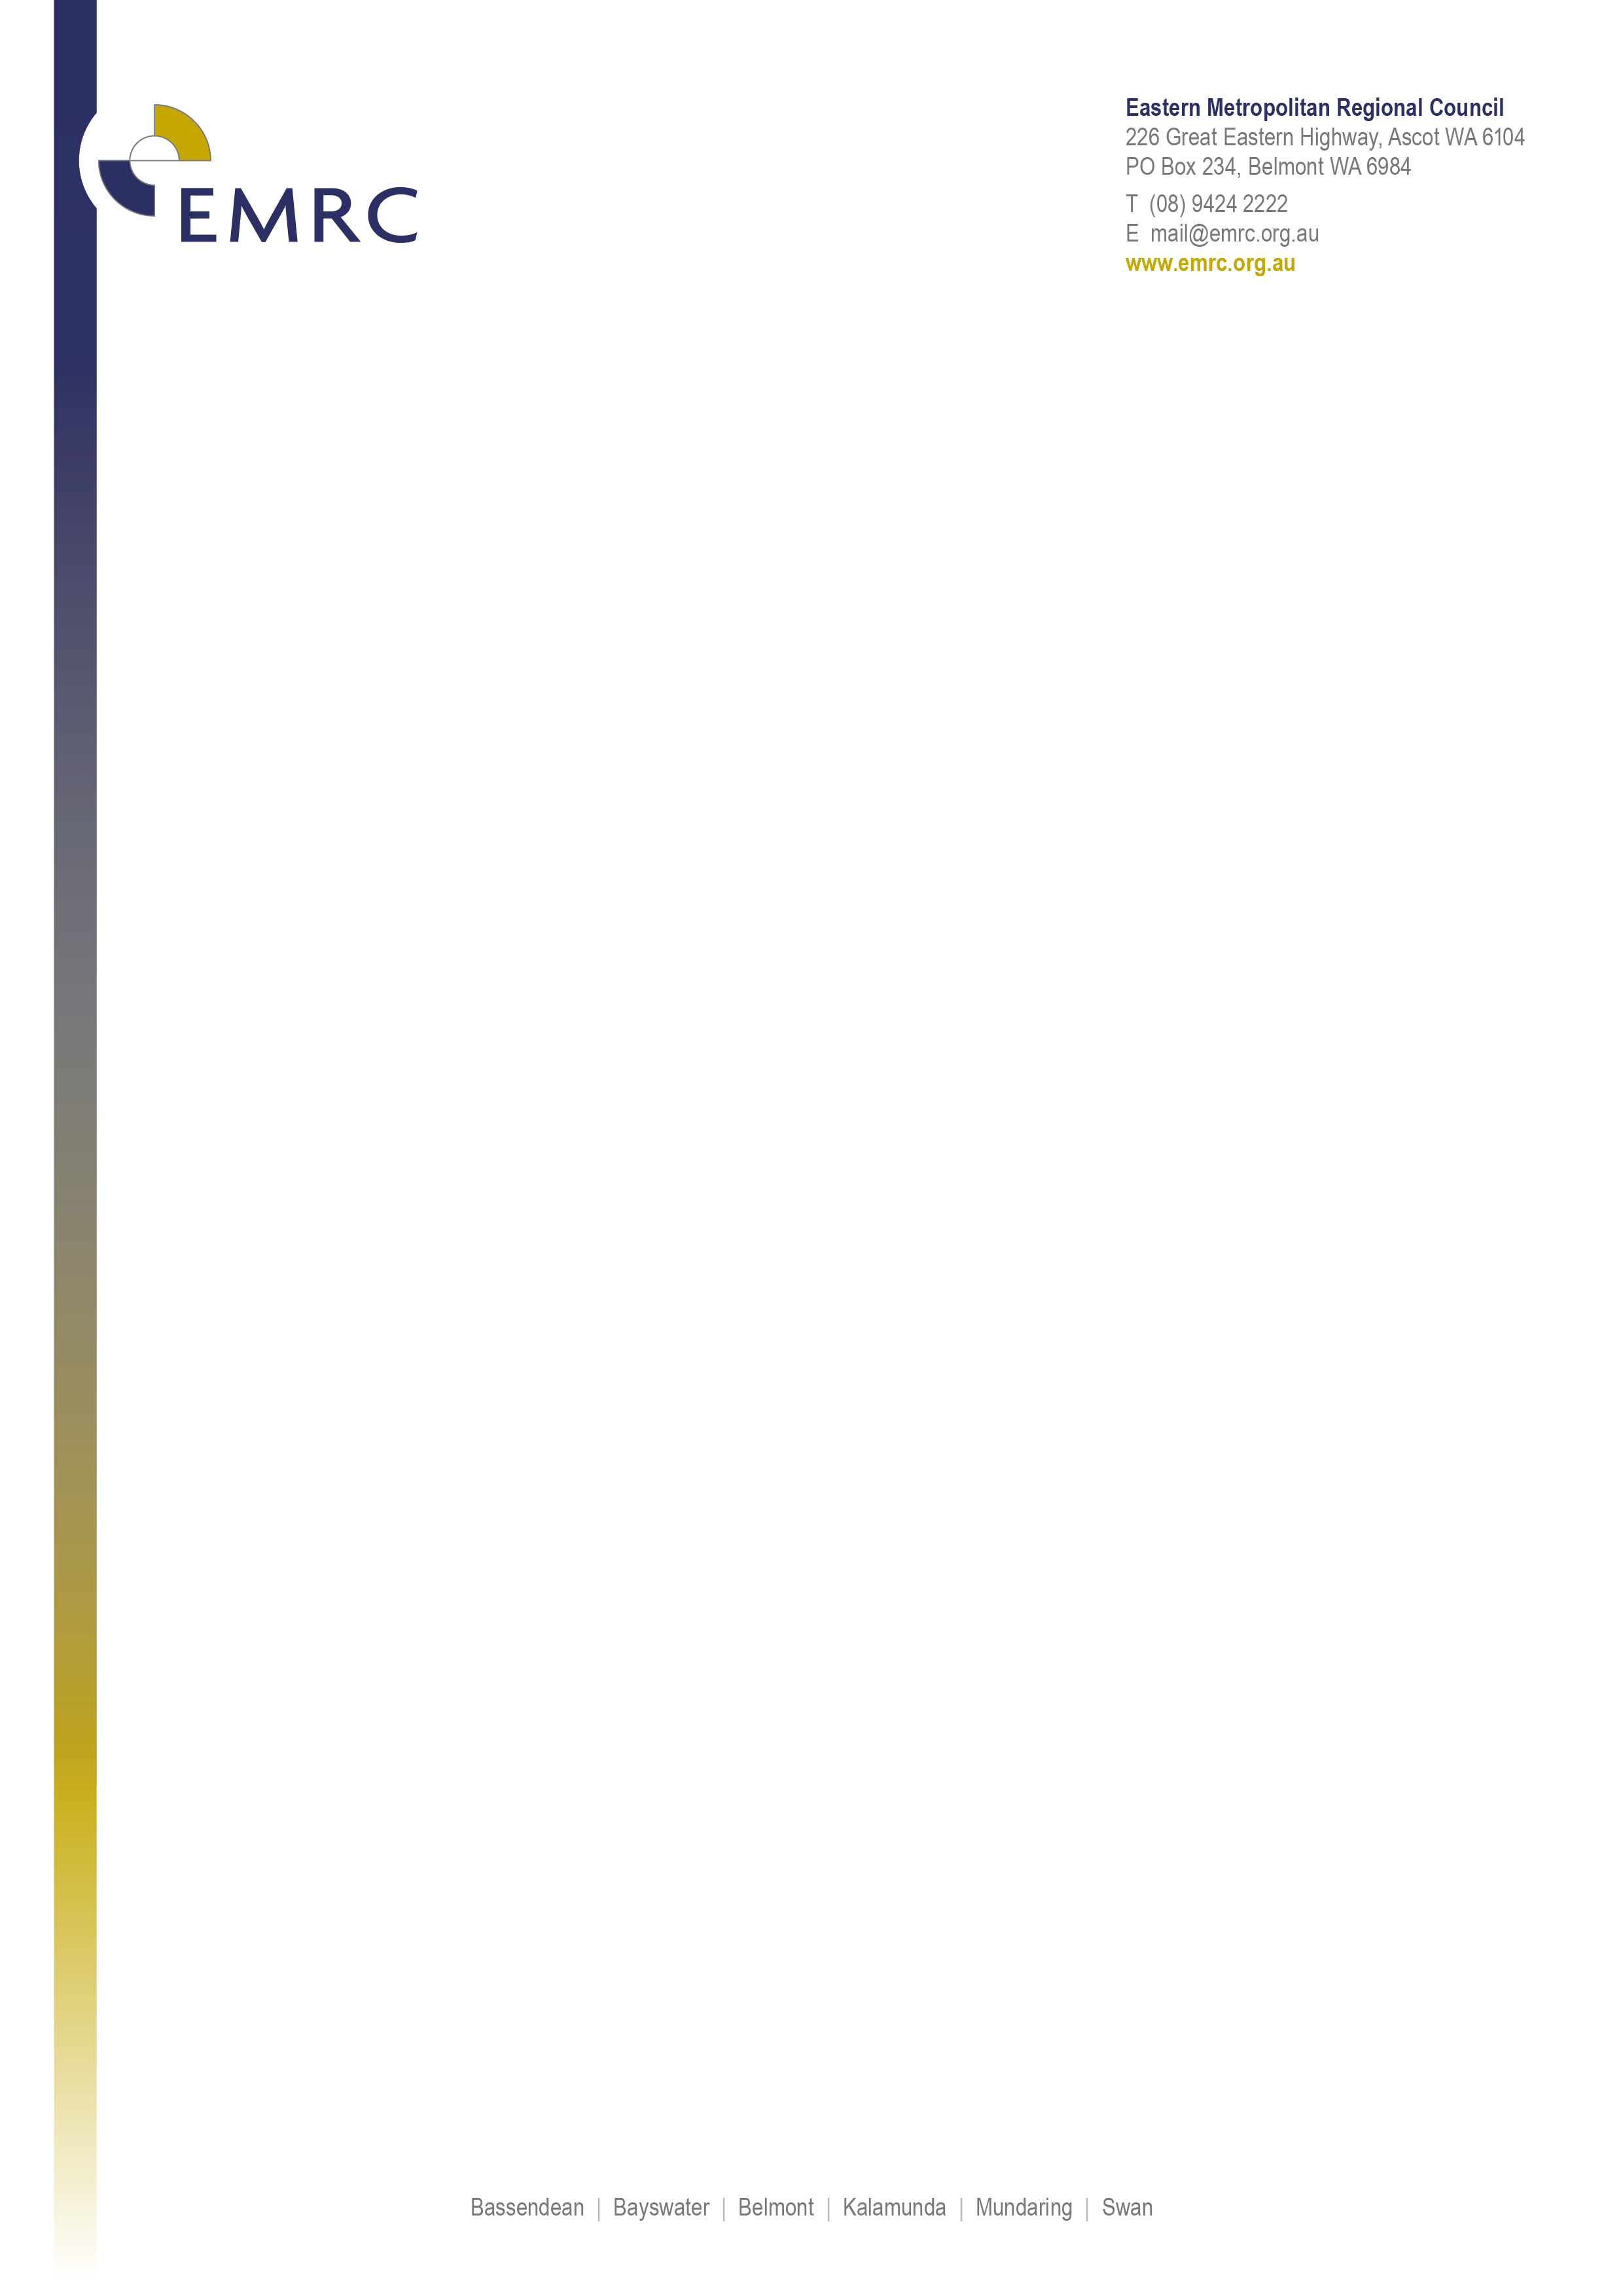 EMRC
Eastern Metropolitan Regional Council
226 Great Eastern Highway, Ascot WA 6104
PO Box 234, Belmont WA 6984
T (08) 9424 2222
E mail@emrc.org.au
www.emrc.org.au
Bassendean | Bayswater | Belmont | Kalamunda | Mundaring | Swan